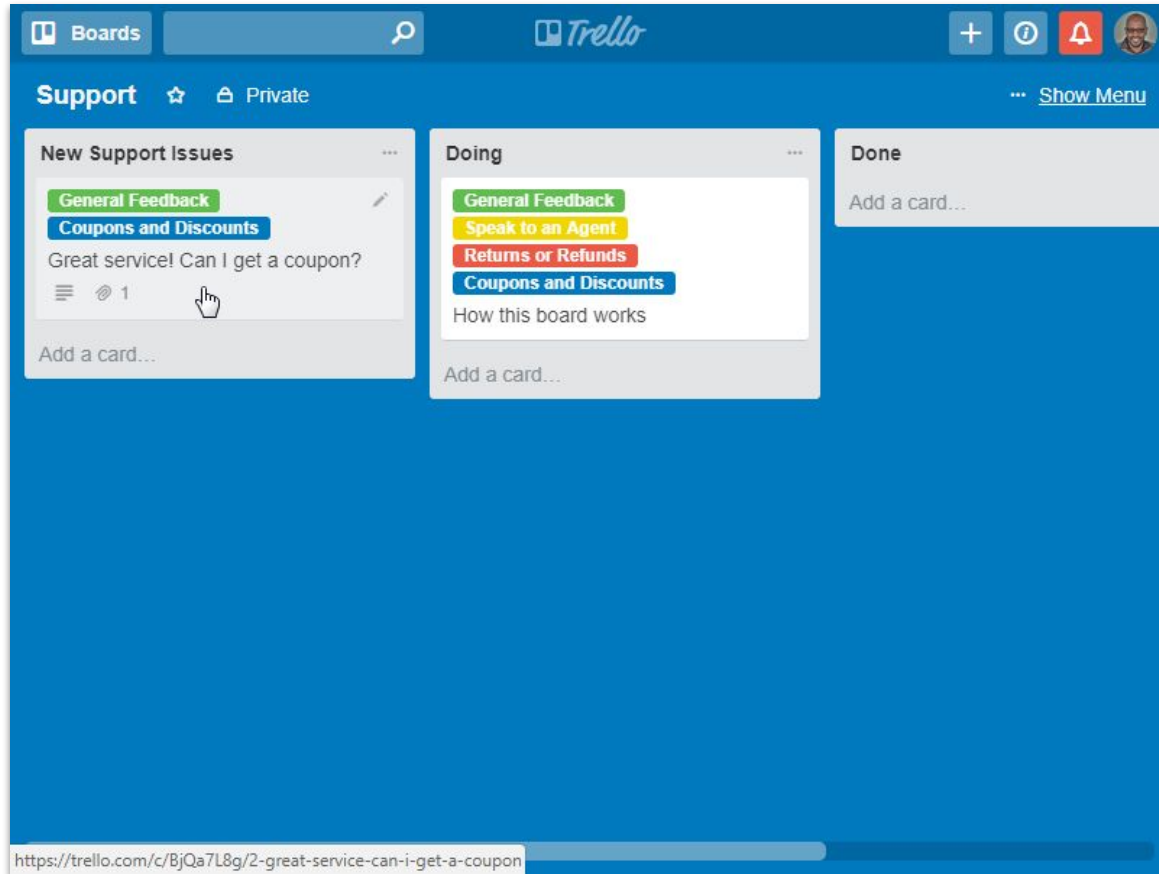 Boards
Trello
Support
Private
... Show Menu
New Support Issues
General Feedback
Coupons and Discounts
Great service! Can I get a coupon?
1
Add a card...
Doing
General Feedback
Speak to an Agent
Returns or Refunds
Coupons and Discounts
How this board works
Add a card...
Done
Add a card...
https://trello.com/c/BjQa7L8g/2-great-service-can-i-get-a-coupon